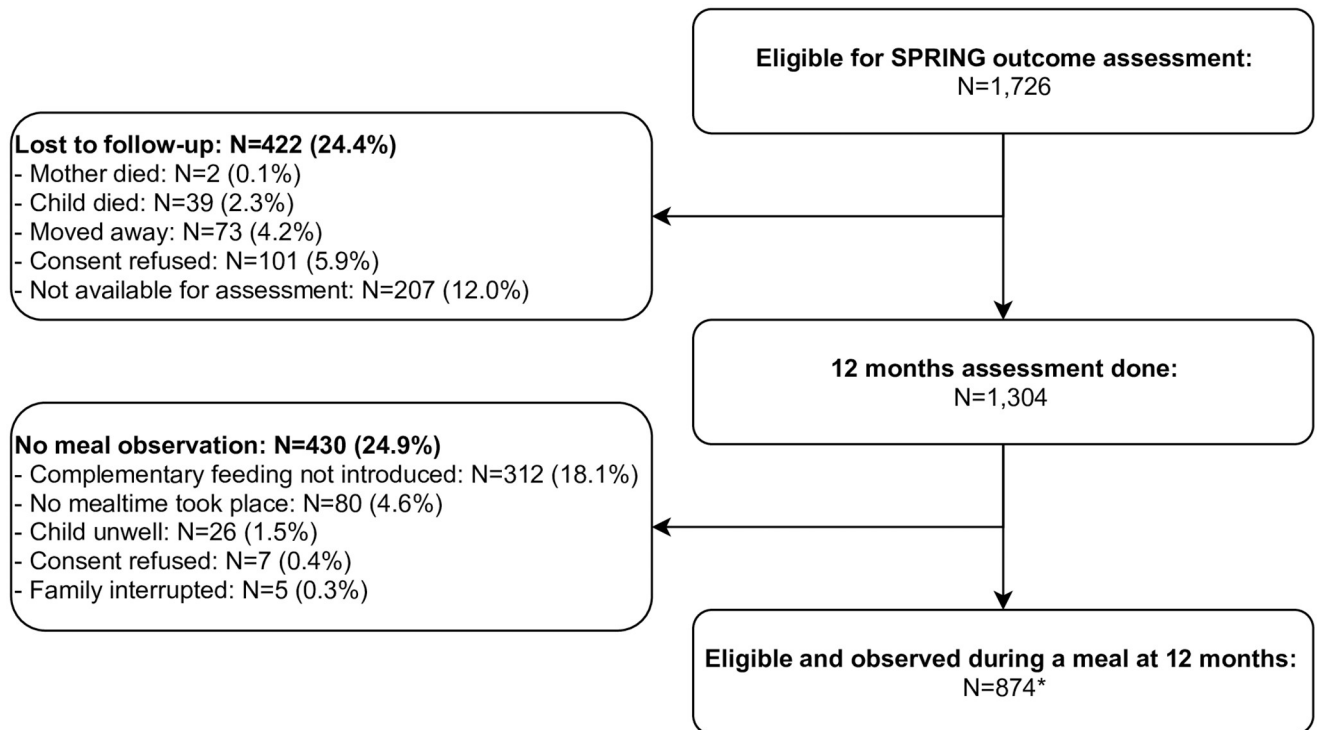 Eligible for SPRING outcome assessment:
N=1,726
Lost to follow-up: N=422 (24.4%)
- Mother died: N=2 (0.1%)
- Child died: N=39 (2.3%)
- Moved away: N=73 (4.2%)
- Consent refused: N=101 (5.9%)
- Not available for assessment: N=207 (12.0%)
12 months assessment done:
N=1,304
No meal observation: N=430 (24.9%)
- Complementary feeding not introduced: N=312 (18.1%)
- No mealtime took place: N=80 (4.6%)
- Child unwell: N=26 (1.5%)
- Consent refused: N=7 (0.4%)
- Family interrupted: N=5 (0.3%)
Eligible and observed during a meal at 12 months:
N=874*